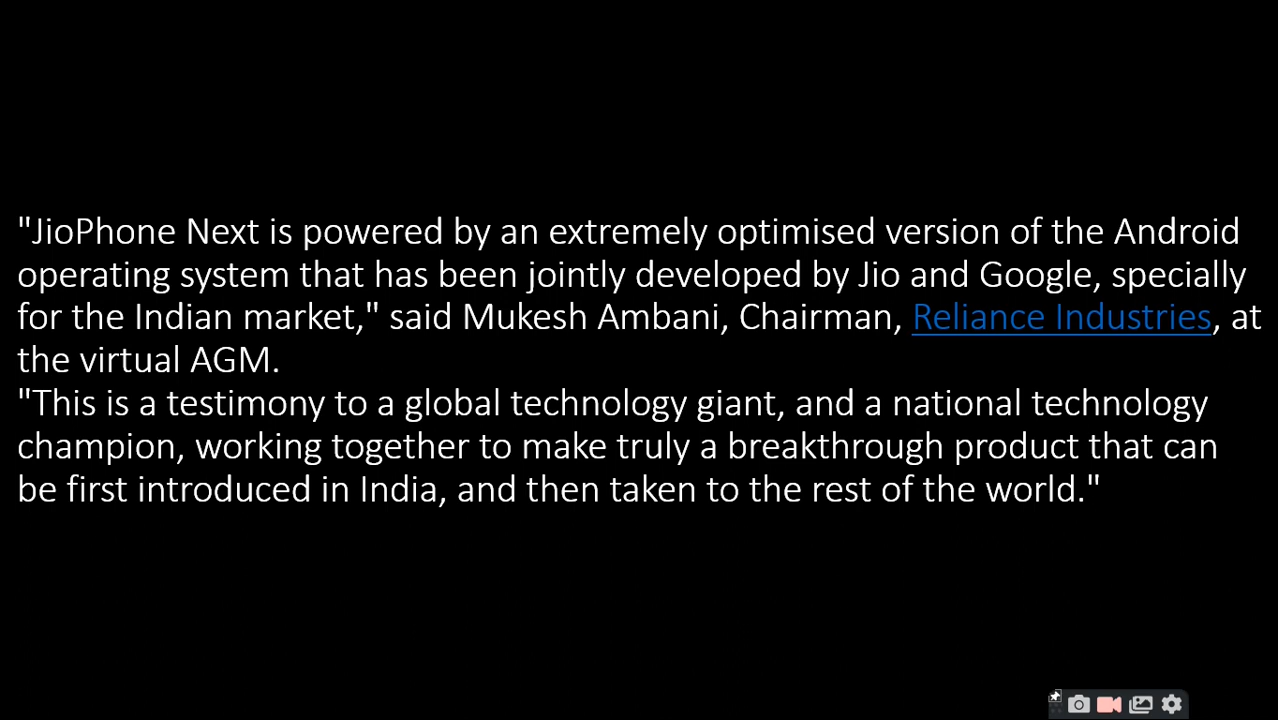 "JioPhone Next is powered by an extremely optimised version of the Android
operating system that has been jointly developed by Jio and Google, specially
for the Indian market," said Mukesh Ambani, Chairman, Reliance Industries, at
the virtual AGM.
"This is a testimony to a global technology giant, and a national technology
champion, working together to make truly a breakthrough product that can
be first introduced in India, and then taken to the rest of the world."